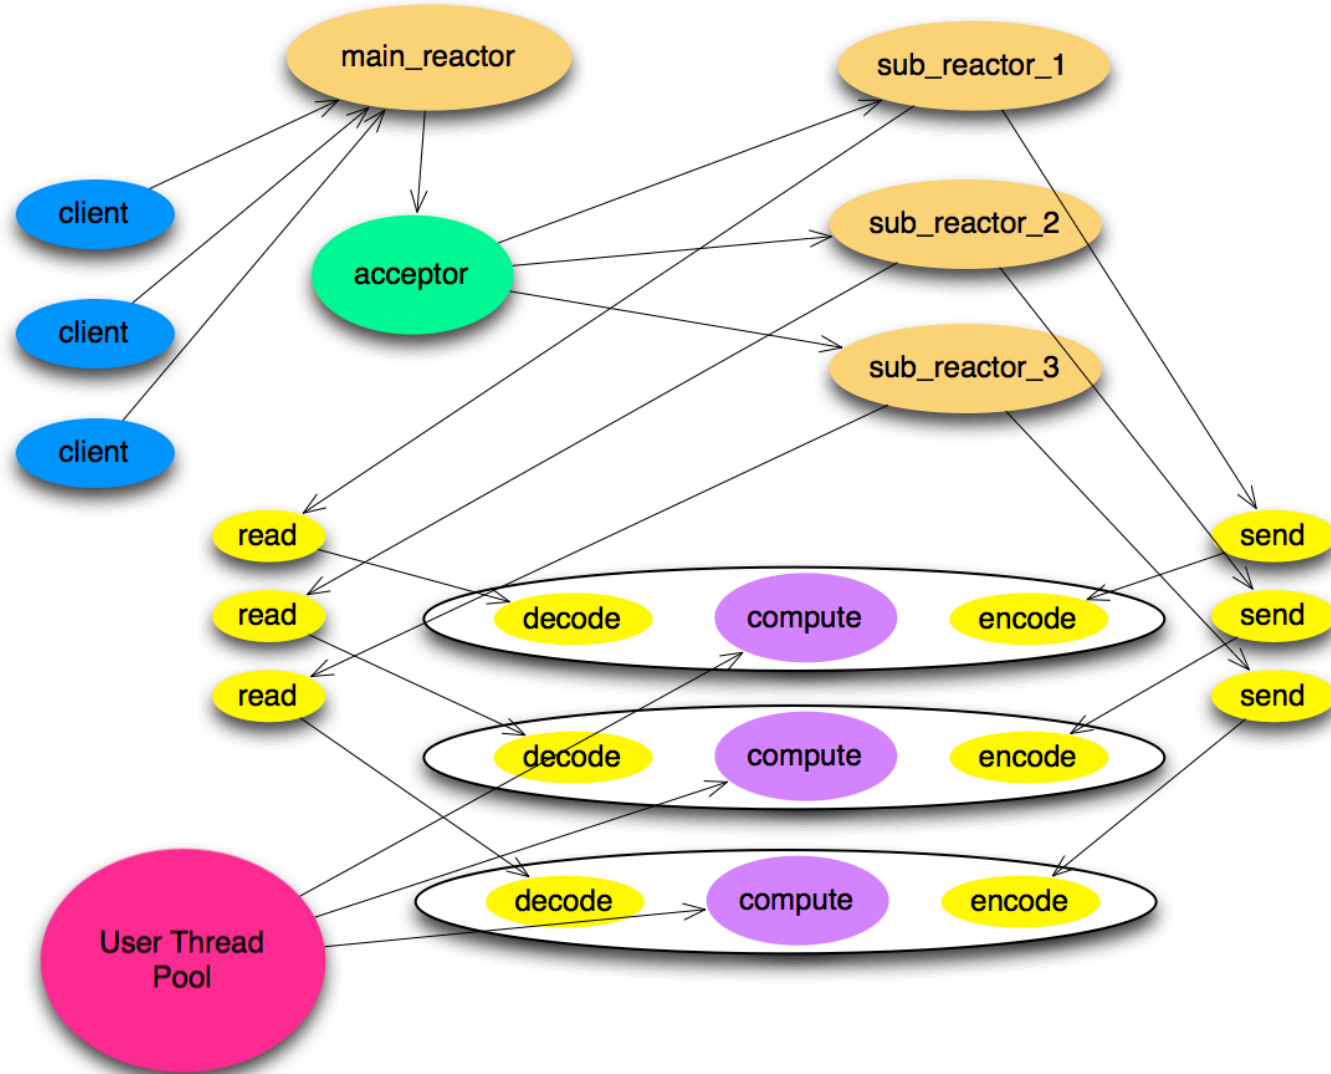 main_reactor
sub_reactor_1
client
sub_reactor_2
acceptor
client
sub_reactor_3
client
read
send
read
decode
compute
encode
send
read
send
decode
compute
encode
decode
compute
encode
User Thread
Pool